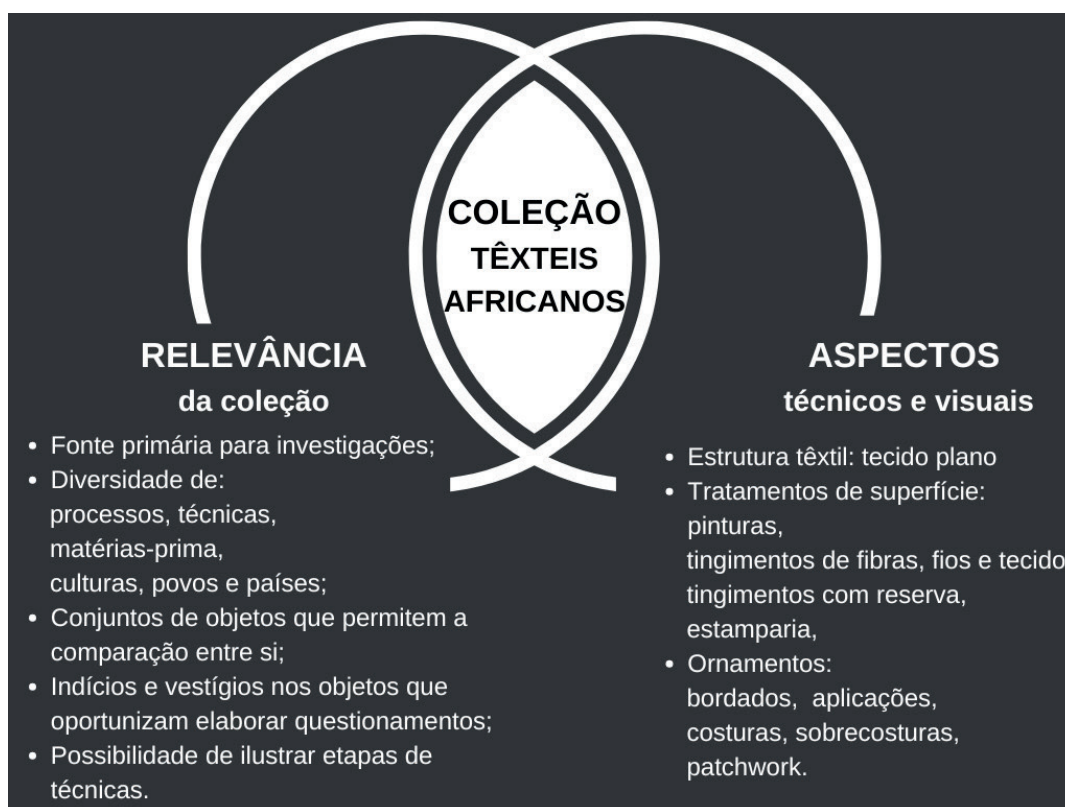 COLEÇÃO
TÊXTEIS
AFRICANOS
RELEVÂNCIA
da coleção
• Fonte primária para investigações;
• Diversidade de:
processos, técnicas,
matérias-prima,
culturas, povos e países;
• Conjuntos de objetos que permitem a
comparação entre si;
• Indícios e vestígios nos objetos que
oportunizam elaborar questionamentos;
• Possibilidade de ilustrar etapas de
técnicas.
ASPECTOS
técnicos e visuais
• Estrutura têxtil: tecido plano
• Tratamentos de superfície:
pinturas,
tingimentos de fibras, fios e tecido
tingimentos com reserva,
estamparia,
• Ornamentos:
bordados, aplicações,
costuras, sobrecosturas,
patchwork.